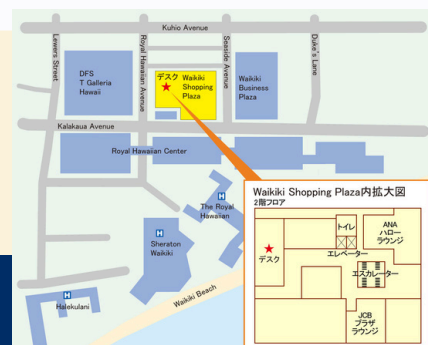 Kuhio Avenue
Lewers Street
Royal Hawaiian Avenue
Seaside Avenue
Duke's Lane
DFS
T Galleria
Hawaii
デスク
Waikiki
Shopping
Plaza
Waikiki
Business
Plaza
Kalakaua Avenue
Royal Hawaiian Center
H
The Royal
Hawaiian
H
Sheraton
Waikiki
H
Halekulani
Waikiki Beach
Waikiki Shopping Plaza内拡大図
2階フロア
デスク
トイレ
エレベーター
ANA
ハロー
ラウンジ
エスカレーター
JCB
プラザ
ラウンジ